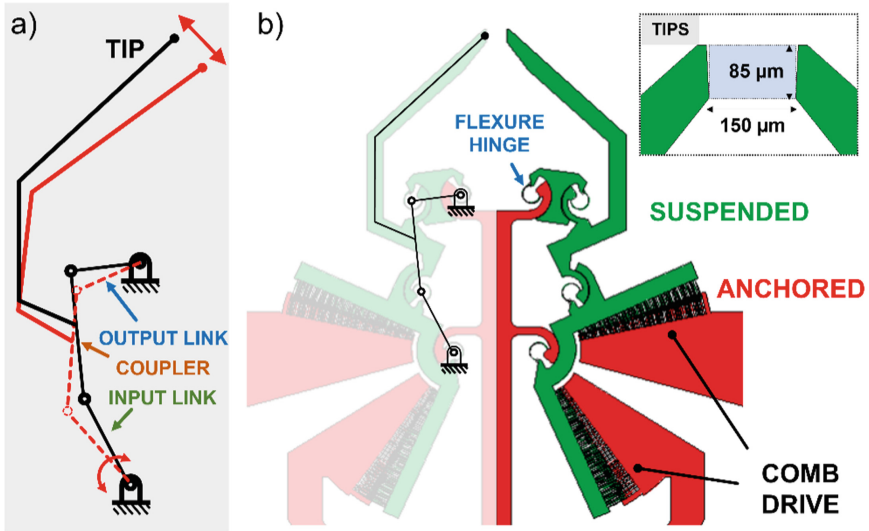 a)
TIP
OUTPUT LINK
COUPLER
INPUT LINK
b)
TIPS
85 µm
150 µm
FLEXURE
HINGE
SUSPENDED
ANCHORED
COMB
DRIVE